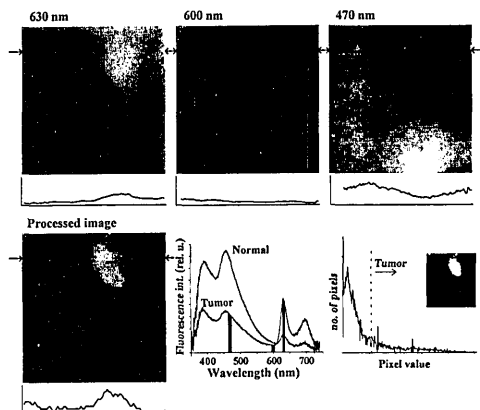 630 nm
600 nm
470 nm
Processed image
Fluorescence int. (rel. u.)
Normal
Tumor
400
500
600
700
Wavelength (nm)
no. of pixels
Tumor
Pixel value